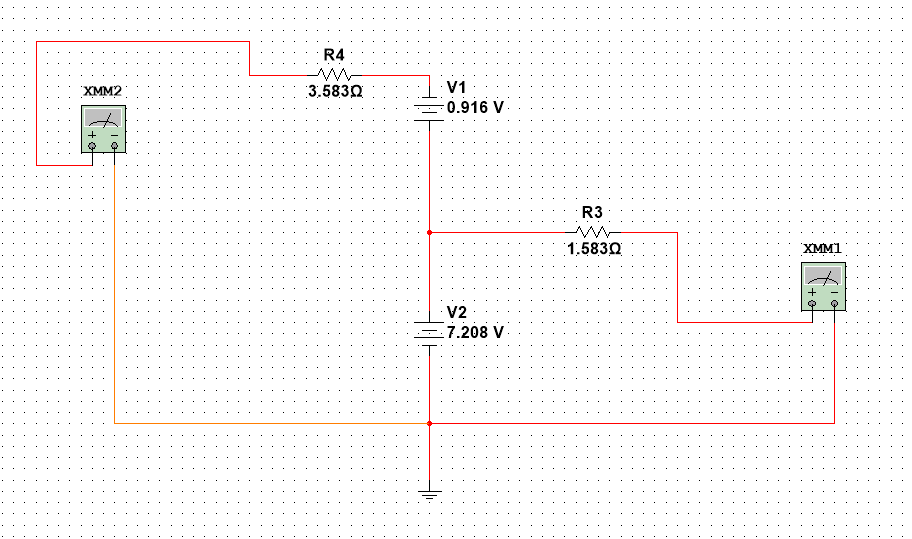 R4
3.583Ω
V1
0.916 V
XMM2
+ −
R3
1.583Ω
XMM1
+ −
V2
7.208 V